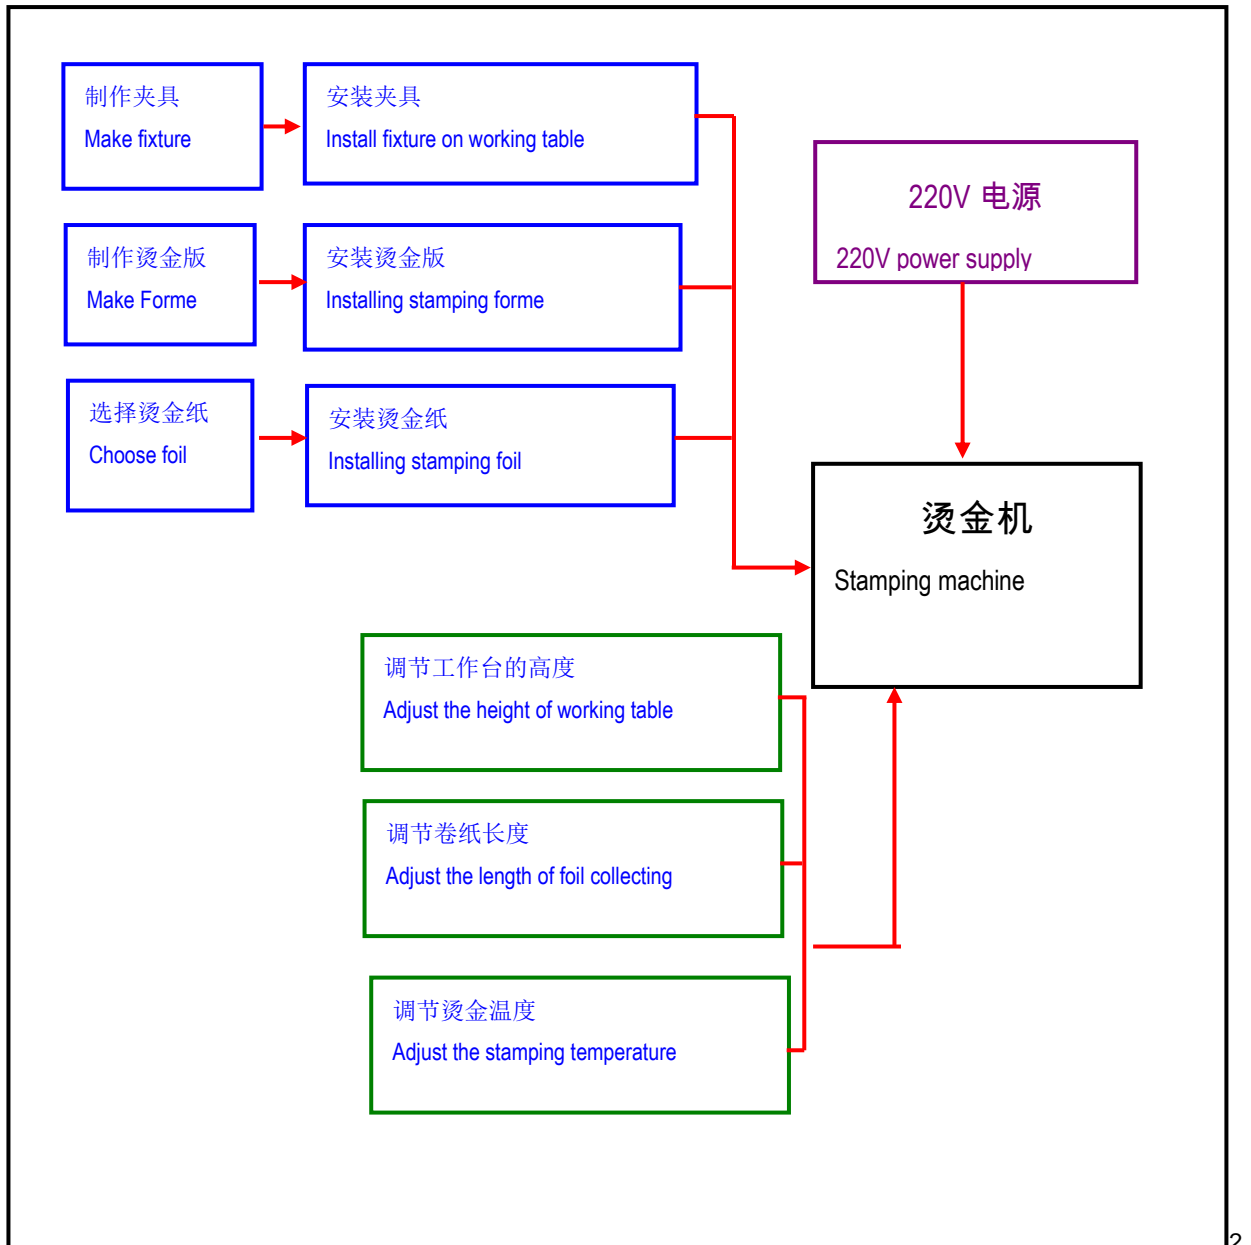 制作夹具
Make fixture
安装夹具
Install fixture on working table
220V 电源
220V power supply
制作烫金版
Make Forme
安装烫金版
Installing stamping forme
选择烫金纸
Choose foil
安装烫金纸
Installing stamping foil
烫金机
Stamping machine
调节工作台的高度
Adjust the height of working table
调节卷纸长度
Adjust the length of foil collecting
调节烫金温度
Adjust the stamping temperature
2